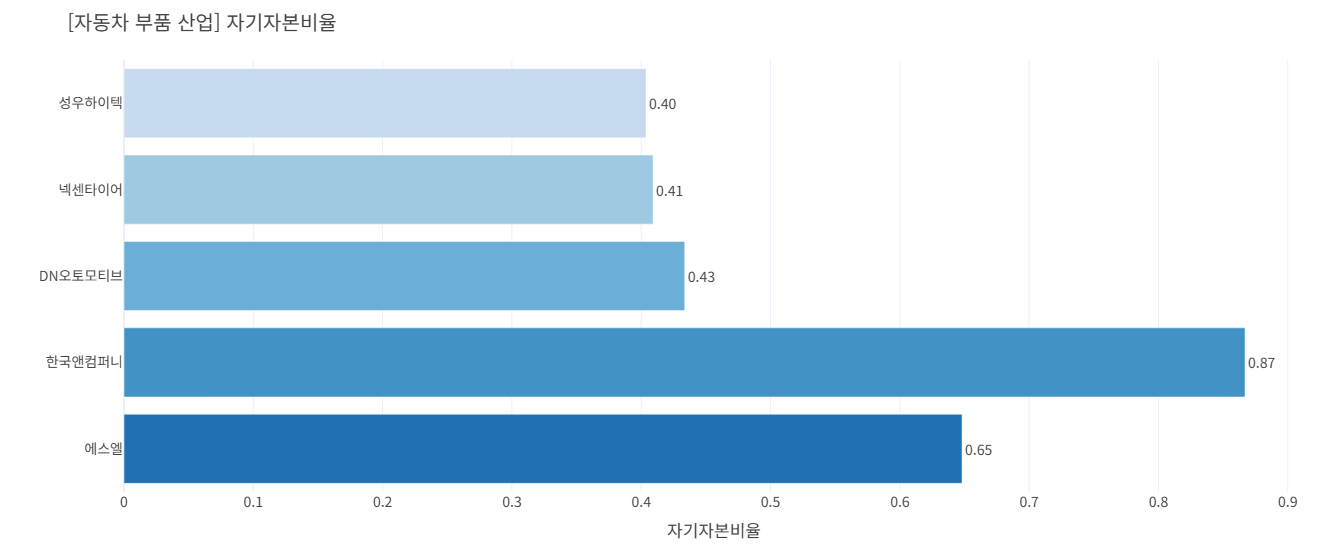 [자동차 부품 산업] 자기자본비율
성우하이텍 0.40
넥센타이어 0.41
DN오토모티브 0.43
한국앤컴퍼니 0.87
에스엘 0.65
0 0.1 0.2 0.3 0.4 0.5 0.6 0.7 0.8 0.9
자기자본비율